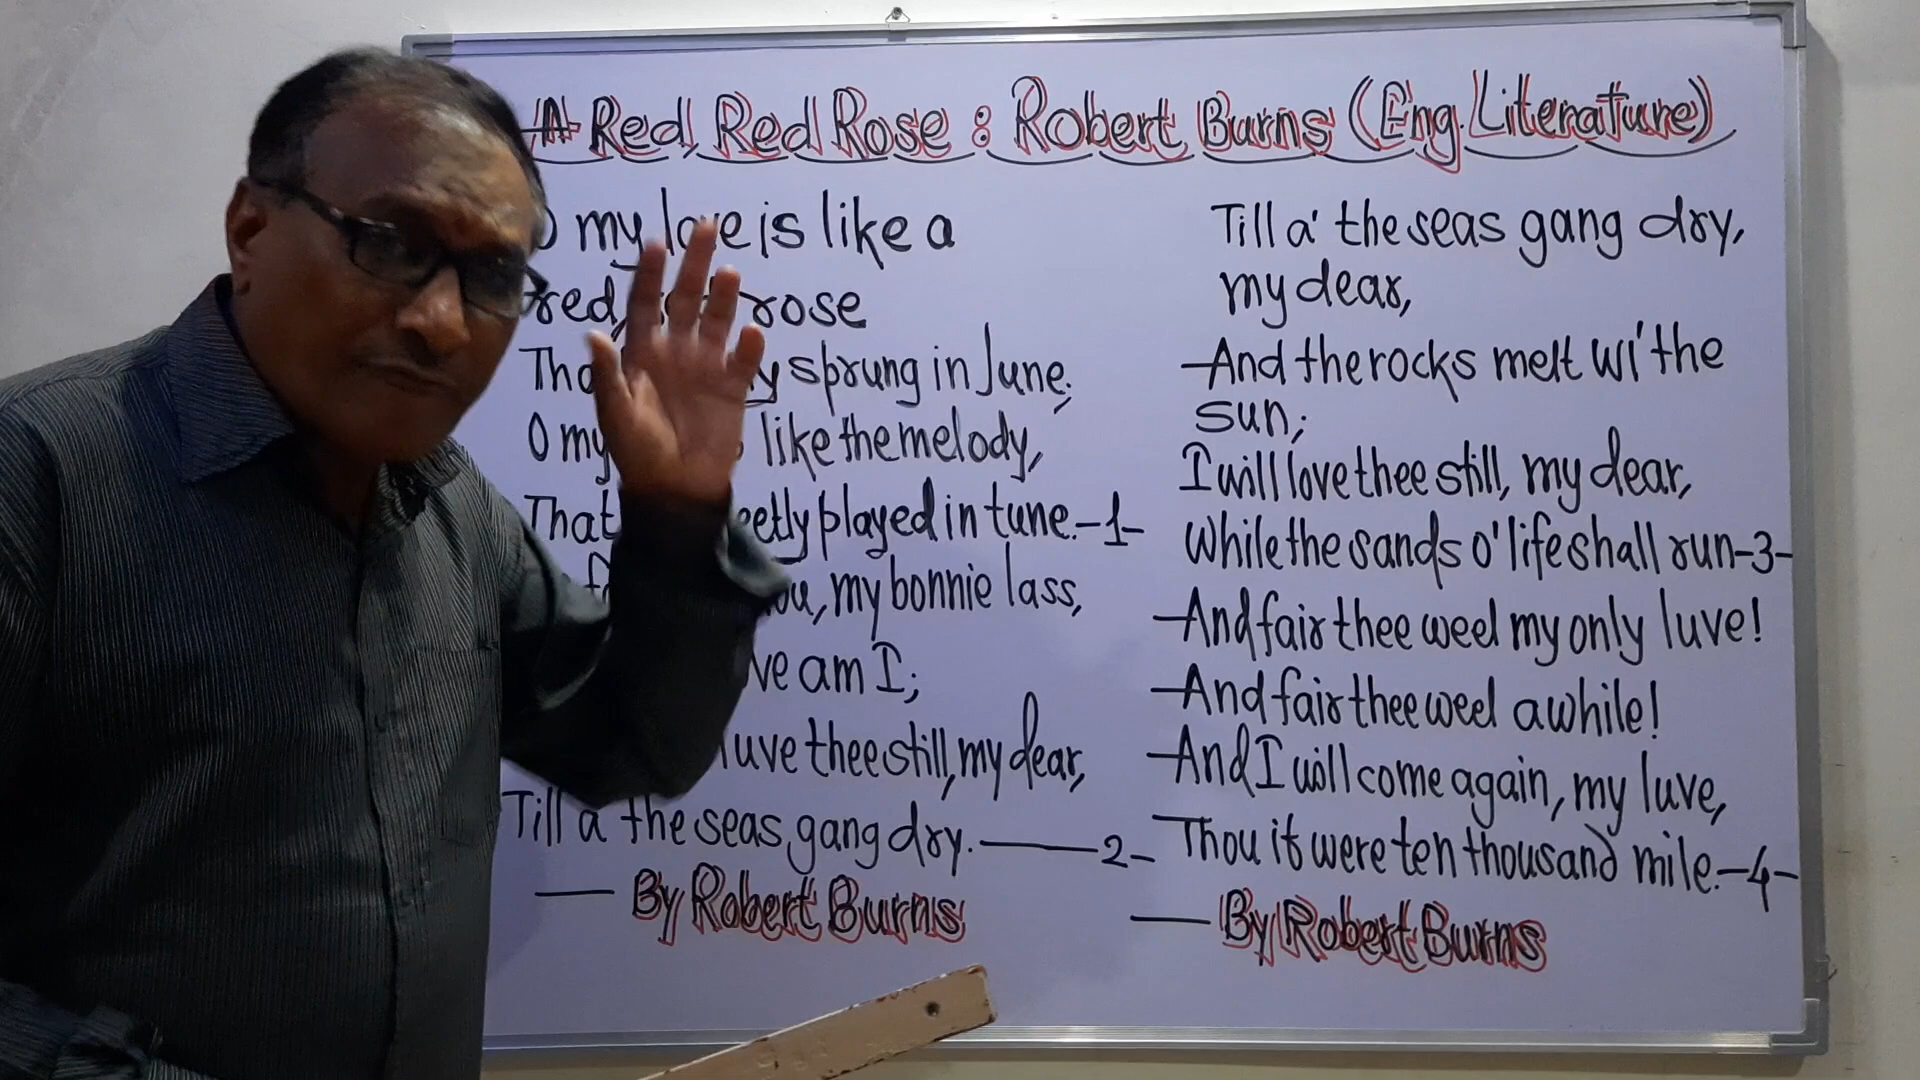 A Red, Red Rose : Robert Burns (Eng. Literature)
O my love is like a
red, rose
sprung in June;
O my like the melody,
That played in tune. -1-
my bonnie lass,
am I;
luve thee still, my dear,
Till a' the seas gang dry. —— 2-
— By Robert Burns
Till a' the seas gang dry,
my dear,
And the rocks melt wi' the
sun;
I will love thee still, my dear,
While the sands o' life shall run -3-
And fair thee weel my only luve!
And fair thee weel awhile!
And I will come again, my luve,
Thou it were ten thousand mile. -4-
— By Robert Burns